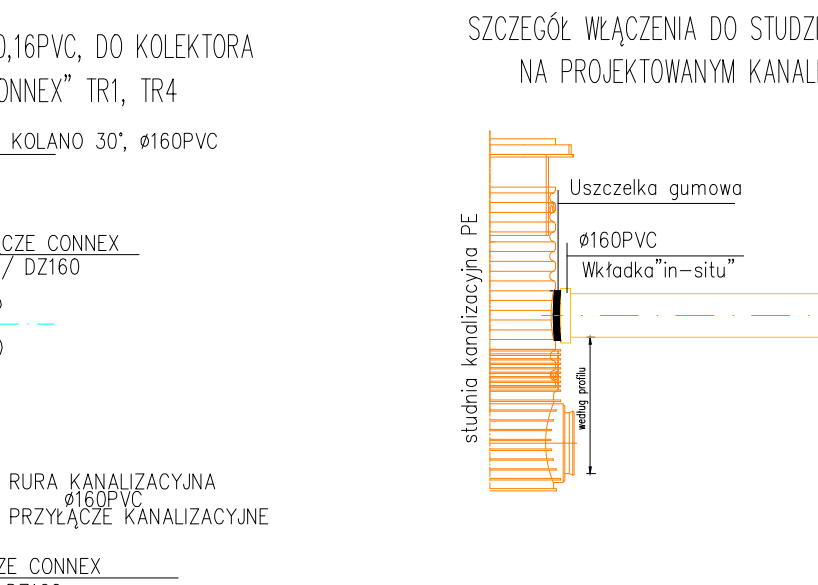 0,16PVC, DO KOLEKTORA
ONNEX" TR1, TR4
KOLANO 30°, ø160PVC
CZE CONNEX
/ DZ160
RURA KANALIZACYJNA
ø160PVC
PRZYŁĄCZE KANALIZACYJNE
ZE CONNEX
SZCZEGÓŁ WŁĄCZENIA DO STUDZI
NA PROJEKTOWANYM KANALI
Uszczelka gumowa
ø160PVC
Wkładka"in-situ"
studnia kanalizacyjna PE
według profilu